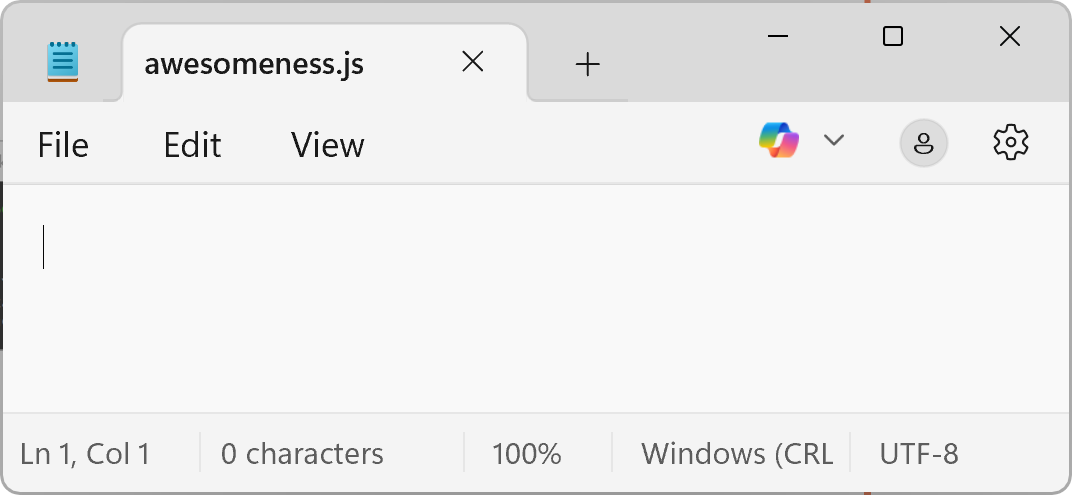 awesomeness.js
File Edit View
Ln 1, Col 1 0 characters 100% Windows (CRL UTF-8